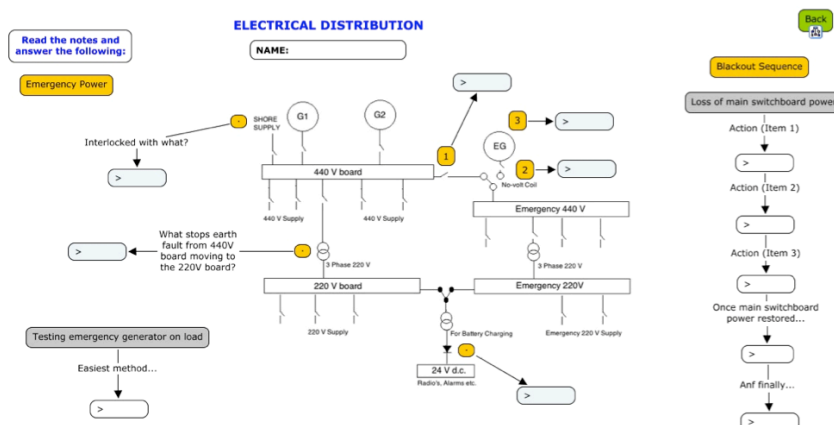 ELECTRICAL DISTRIBUTION
Back
Read the notes and
answer the following:
NAME:
Emergency Power
Blackout Sequence
Loss of main switchboard power
-
SHORE
SUPPLY
G1
G2
>
3
>
EG
Interlocked with what?
>
1
2
>
No-volt Coil
440 V board
Emergency 440 V
440 V Supply
440 V Supply
What stops earth
fault from 440V
board moving to
the 220V board?
>
-
3 Phase 220 V
3 Phase 220 V
220 V board
Emergency 220V
220 V Supply
For Battery Charging
Emergency 220 V Supply
-
24 V d.c.
Radio's, Alarms etc.
>
Testing emergency generator on load
Easiest method...
>
Action (Item 1)
>
Action (Item 2)
>
Action (Item 3)
>
Once main switchboard
power restored...
>
Anf finally...
>